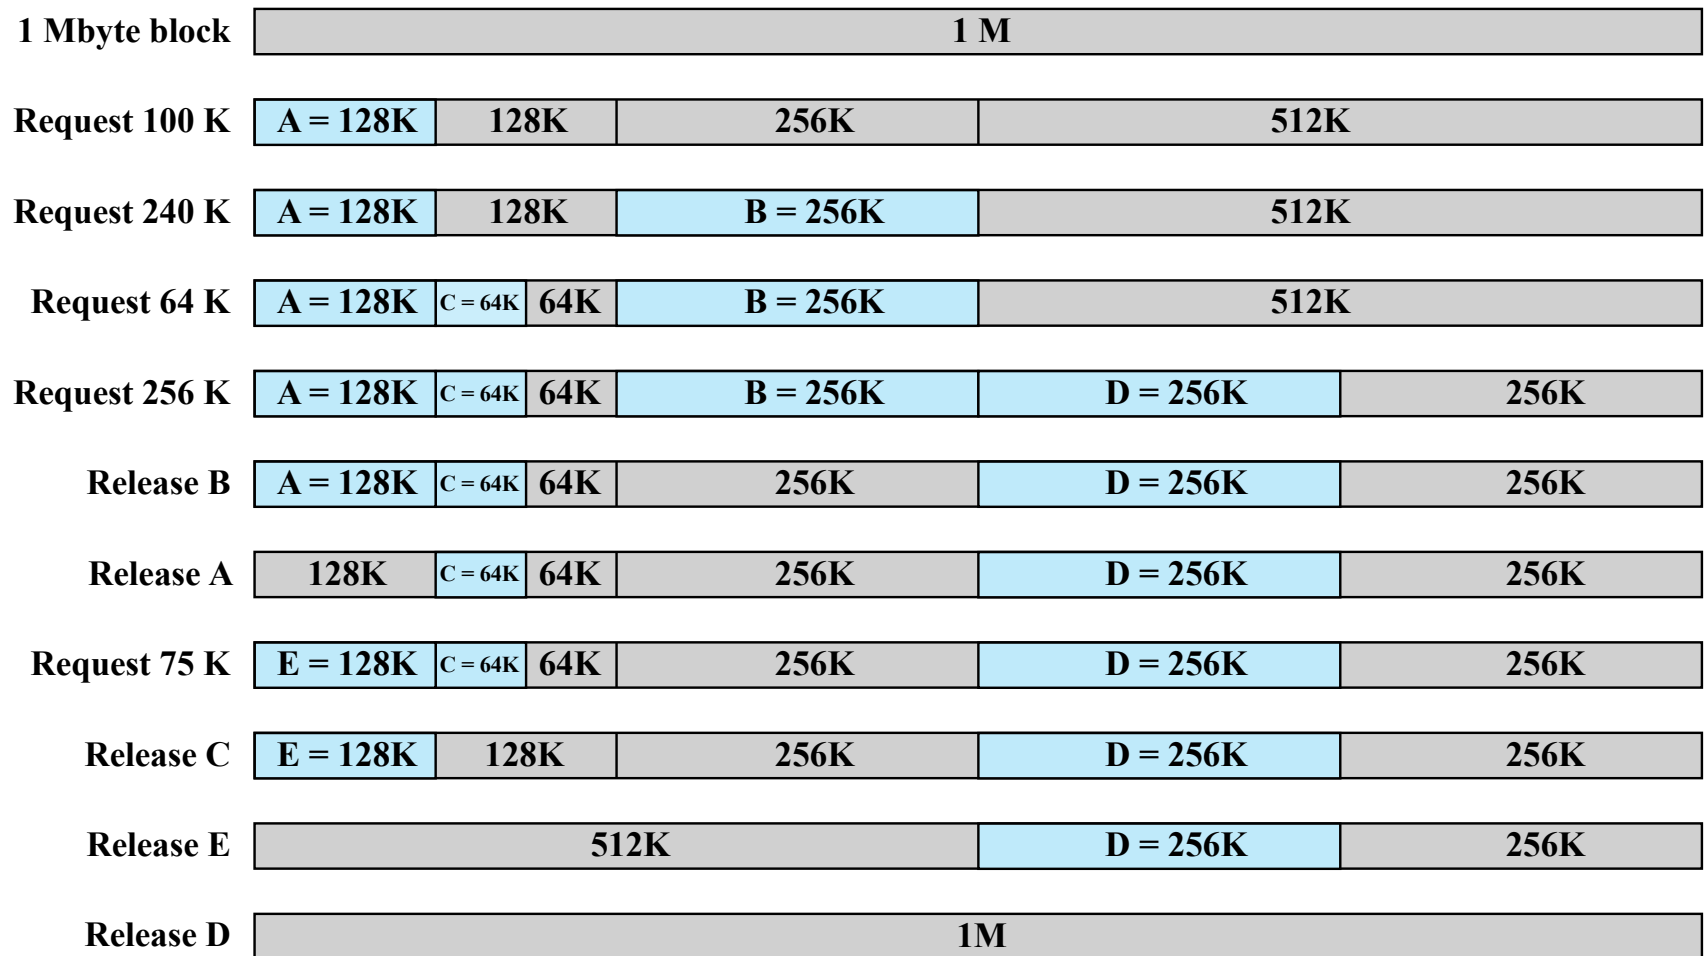 1 Mbyte block 1 M
Request 100 K A = 128K 128K 256K 512K
Request 240 K A = 128K 128K B = 256K 512K
Request 64 K A = 128K C = 64K 64K B = 256K 512K
Request 256 K A = 128K C = 64K 64K B = 256K D = 256K 256K
Release B A = 128K C = 64K 64K 256K D = 256K 256K
Release A 128K C = 64K 64K 256K D = 256K 256K
Request 75 K E = 128K C = 64K 64K 256K D = 256K 256K
Release C E = 128K 128K 256K D = 256K 256K
Release E 512K D = 256K 256K
Release D 1M